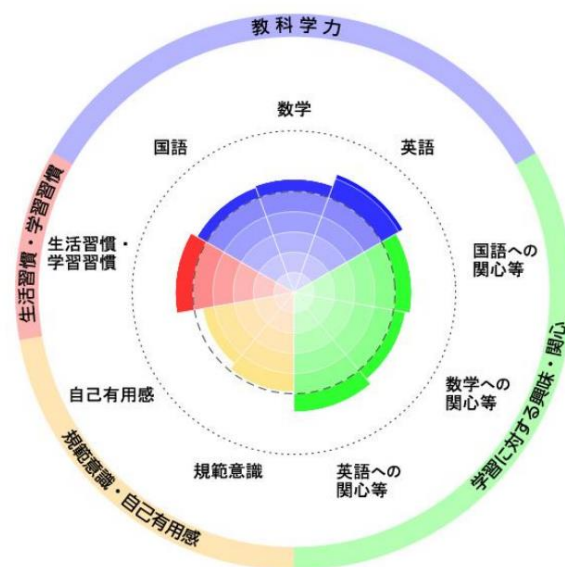 教科学力
数学
国語
英語
生活習慣・学習習慣
生活習慣・
学習習慣
国語への
関心等
自己有用感
数学への
関心等
規範意識
英語への
関心等
規範意識・自己有用感
学習に対する興味・関心